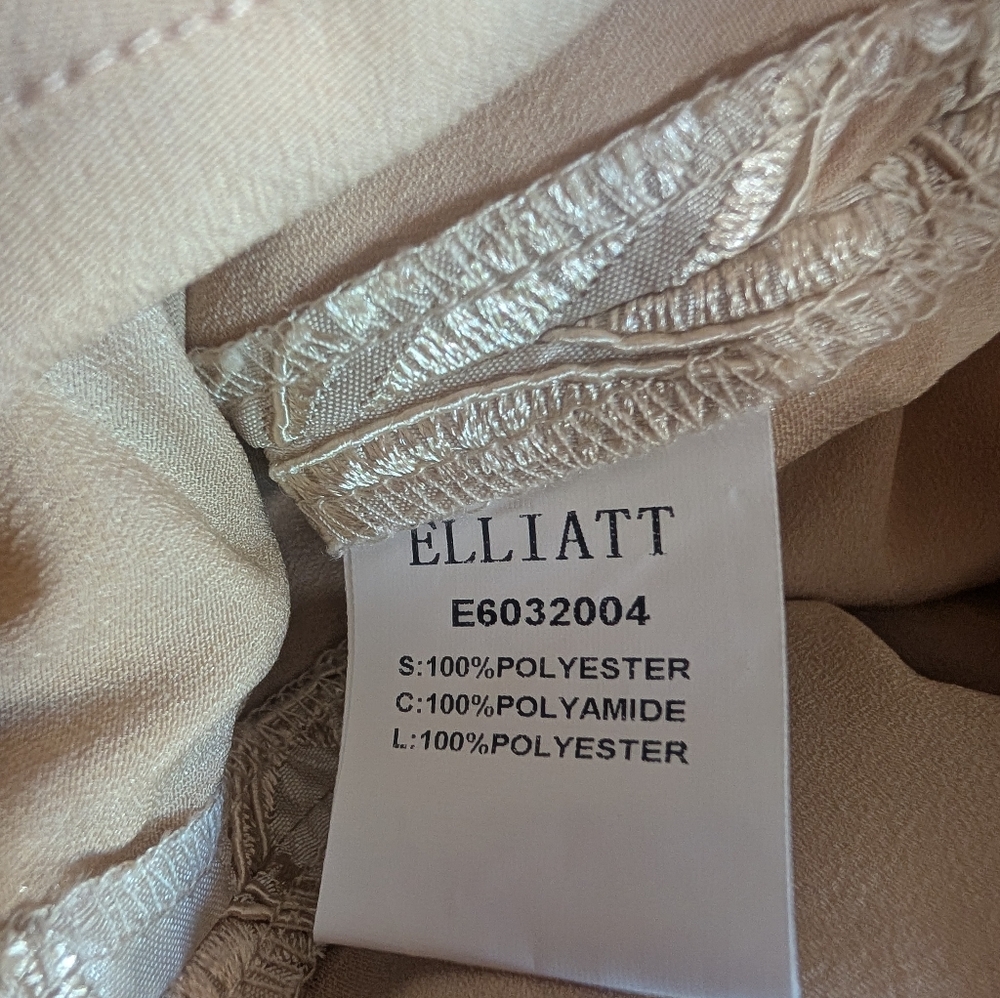 ELLIATT
E6032004
S:100%POLYESTER
C:100%POLYAMIDE
L:100%POLYESTER